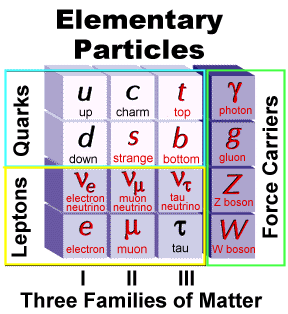 Elementary
Particles
Quarks
Leptons
Force Carriers
u
up
c
charm
t
top
γ
photon
d
down
s
strange
b
bottom
g
gluon
νe
electron
neutrino
νμ
muon
neutrino
ντ
tau
neutrino
Z
Z boson
e
electron
μ
muon
τ
tau
W
W boson
I II III
Three Families of Matter